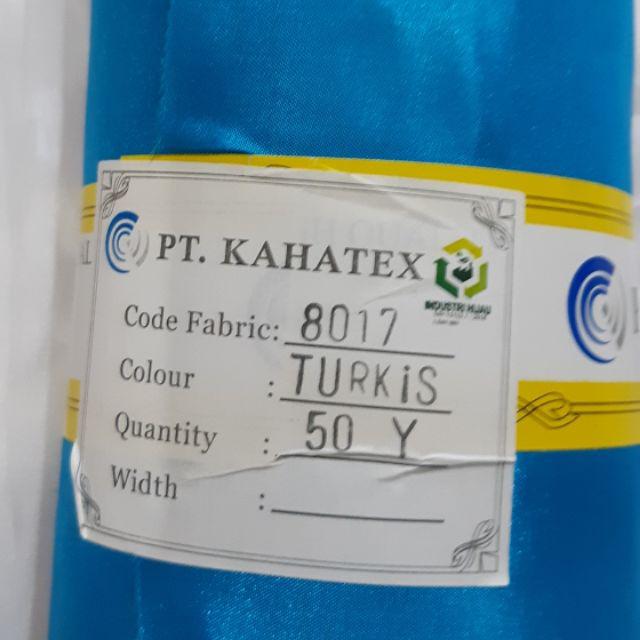 PT. KAHATEX
INDUSTRI HIJAU
Code Fabric: 8017
Colour : TURKiS
Quantity : 50 Y
Width :